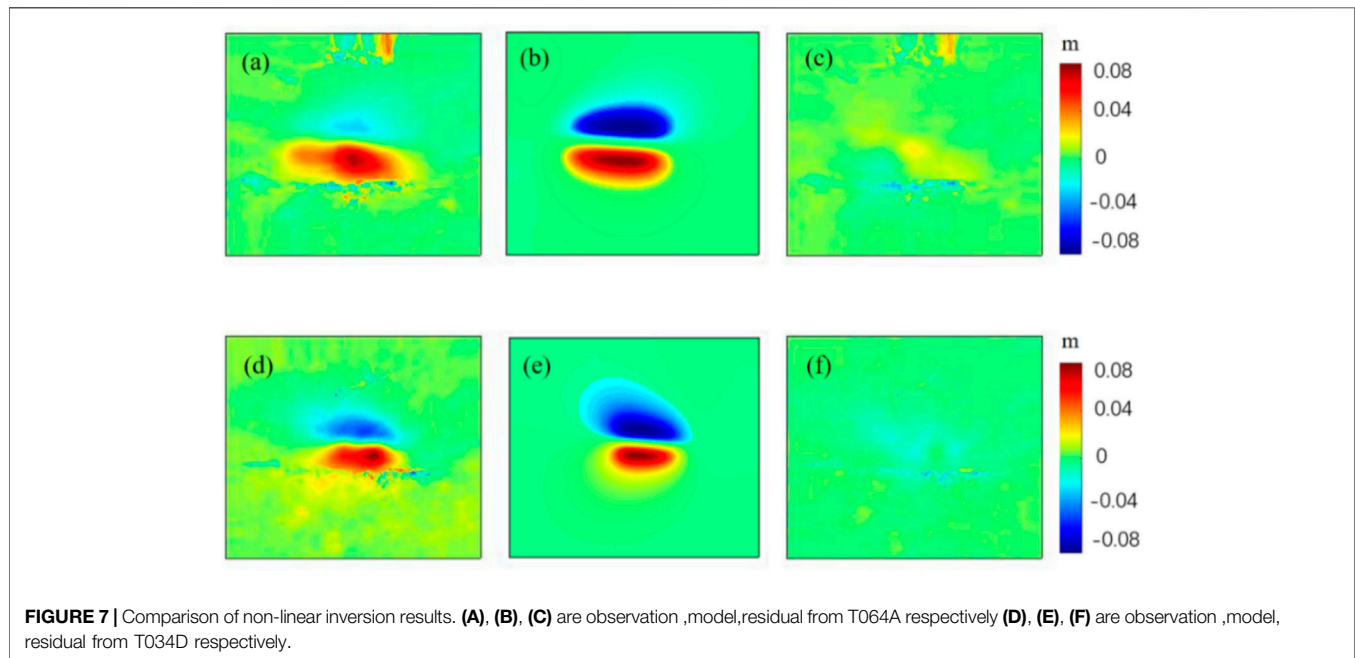 (a)
(b)
(c)
m
0.08
0.04
0
-0.04
-0.08
(d)
(e)
(f)
m
0.08
0.04
0
-0.04
-0.08
FIGURE 7 | Comparison of non-linear inversion results. (A), (B), (C) are observation ,model,residual from T064A respectively (D), (E), (F) are observation ,model,
residual from T034D respectively.